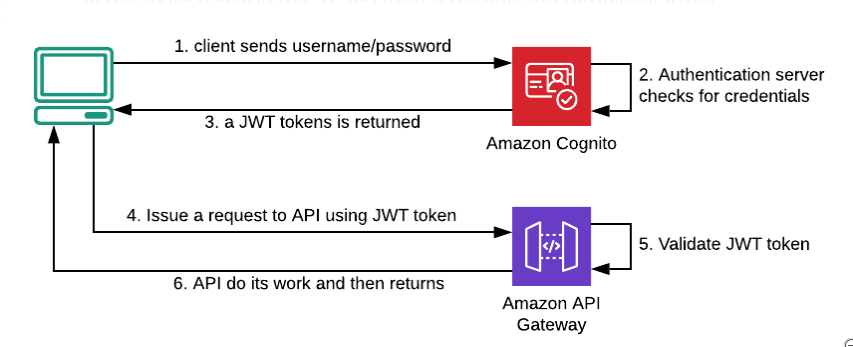 1. client sends username/password
2. Authentication server
checks for credentials
3. a JWT tokens is returned
Amazon Cognito
4. Issue a request to API using JWT token
</>
5. Validate JWT token
6. API do its work and then returns
Amazon API
Gateway